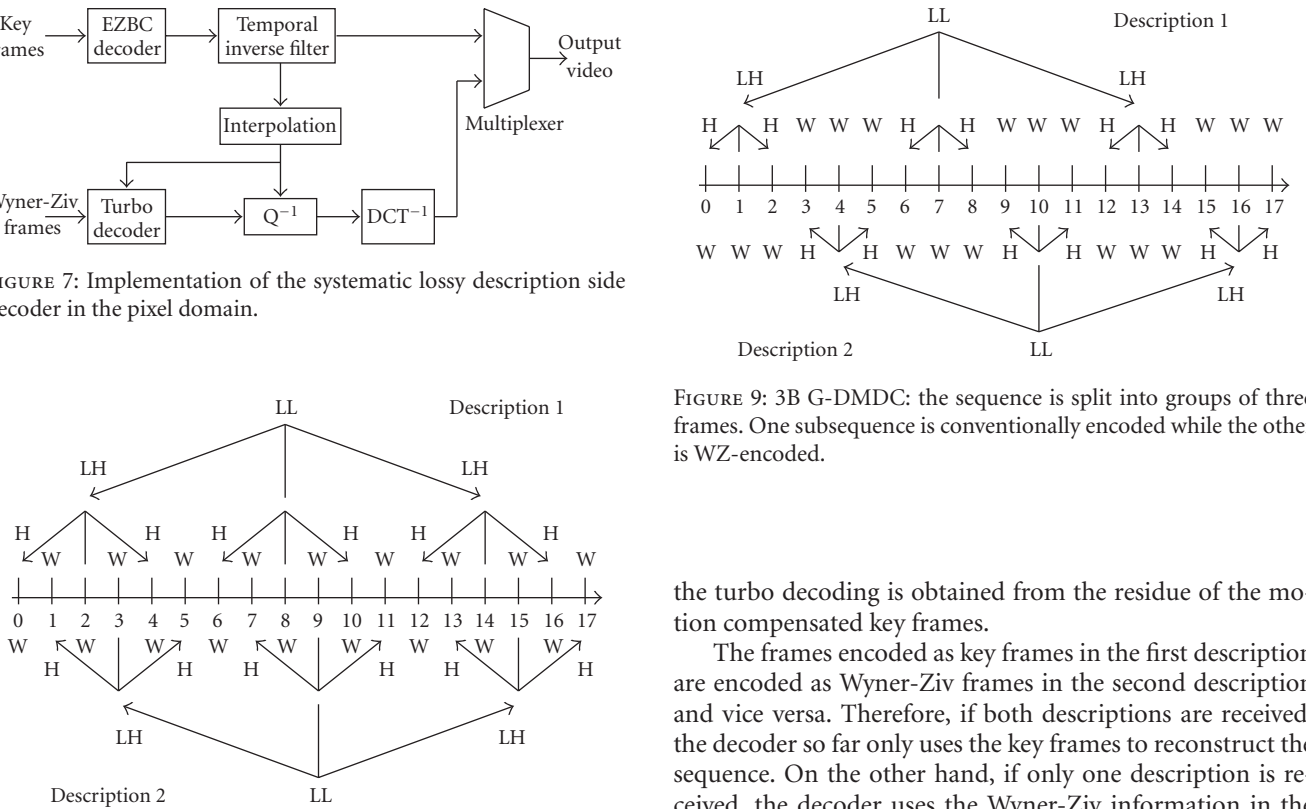 Key
EZBC
decoder
Temporal
inverse filter
Output
video
Interpolation
Multiplexer
Turbo
decoder
Q−1
DCT−1
frames
FIGURE 7: Implementation of the systematic lossy description side
decoder in the pixel domain.
LL
Description 1
LH LH
H H H H H H
W W W W W W W W W
0 1 2 3 4 5 6 7 8 9 10 11 12 13 14 15 16 17
W W W W W W W W W
H H H H H H
LH LH
Description 2
LL
LL
Description 1
LH LH
H H W W W H H W W W H H W W W
0 1 2 3 4 5 6 7 8 9 10 11 12 13 14 15 16 17
W W W H H W W W H H W W W H H
LH LH
Description 2
LL
FIGURE 9: 3B G-DMDC: the sequence is split into groups of three
frames. One subsequence is conventionally encoded while the other
is WZ-encoded.
the turbo decoding is obtained from the residue of the mo-
tion compensated key frames.
The frames encoded as key frames in the first description
are encoded as Wyner-Ziv frames in the second description
and vice versa. Therefore, if both descriptions are received,
the decoder so far only uses the key frames to reconstruct the
sequence. On the other hand, if only one description is re-
ceived, the decoder uses the Wyner-Ziv information in the